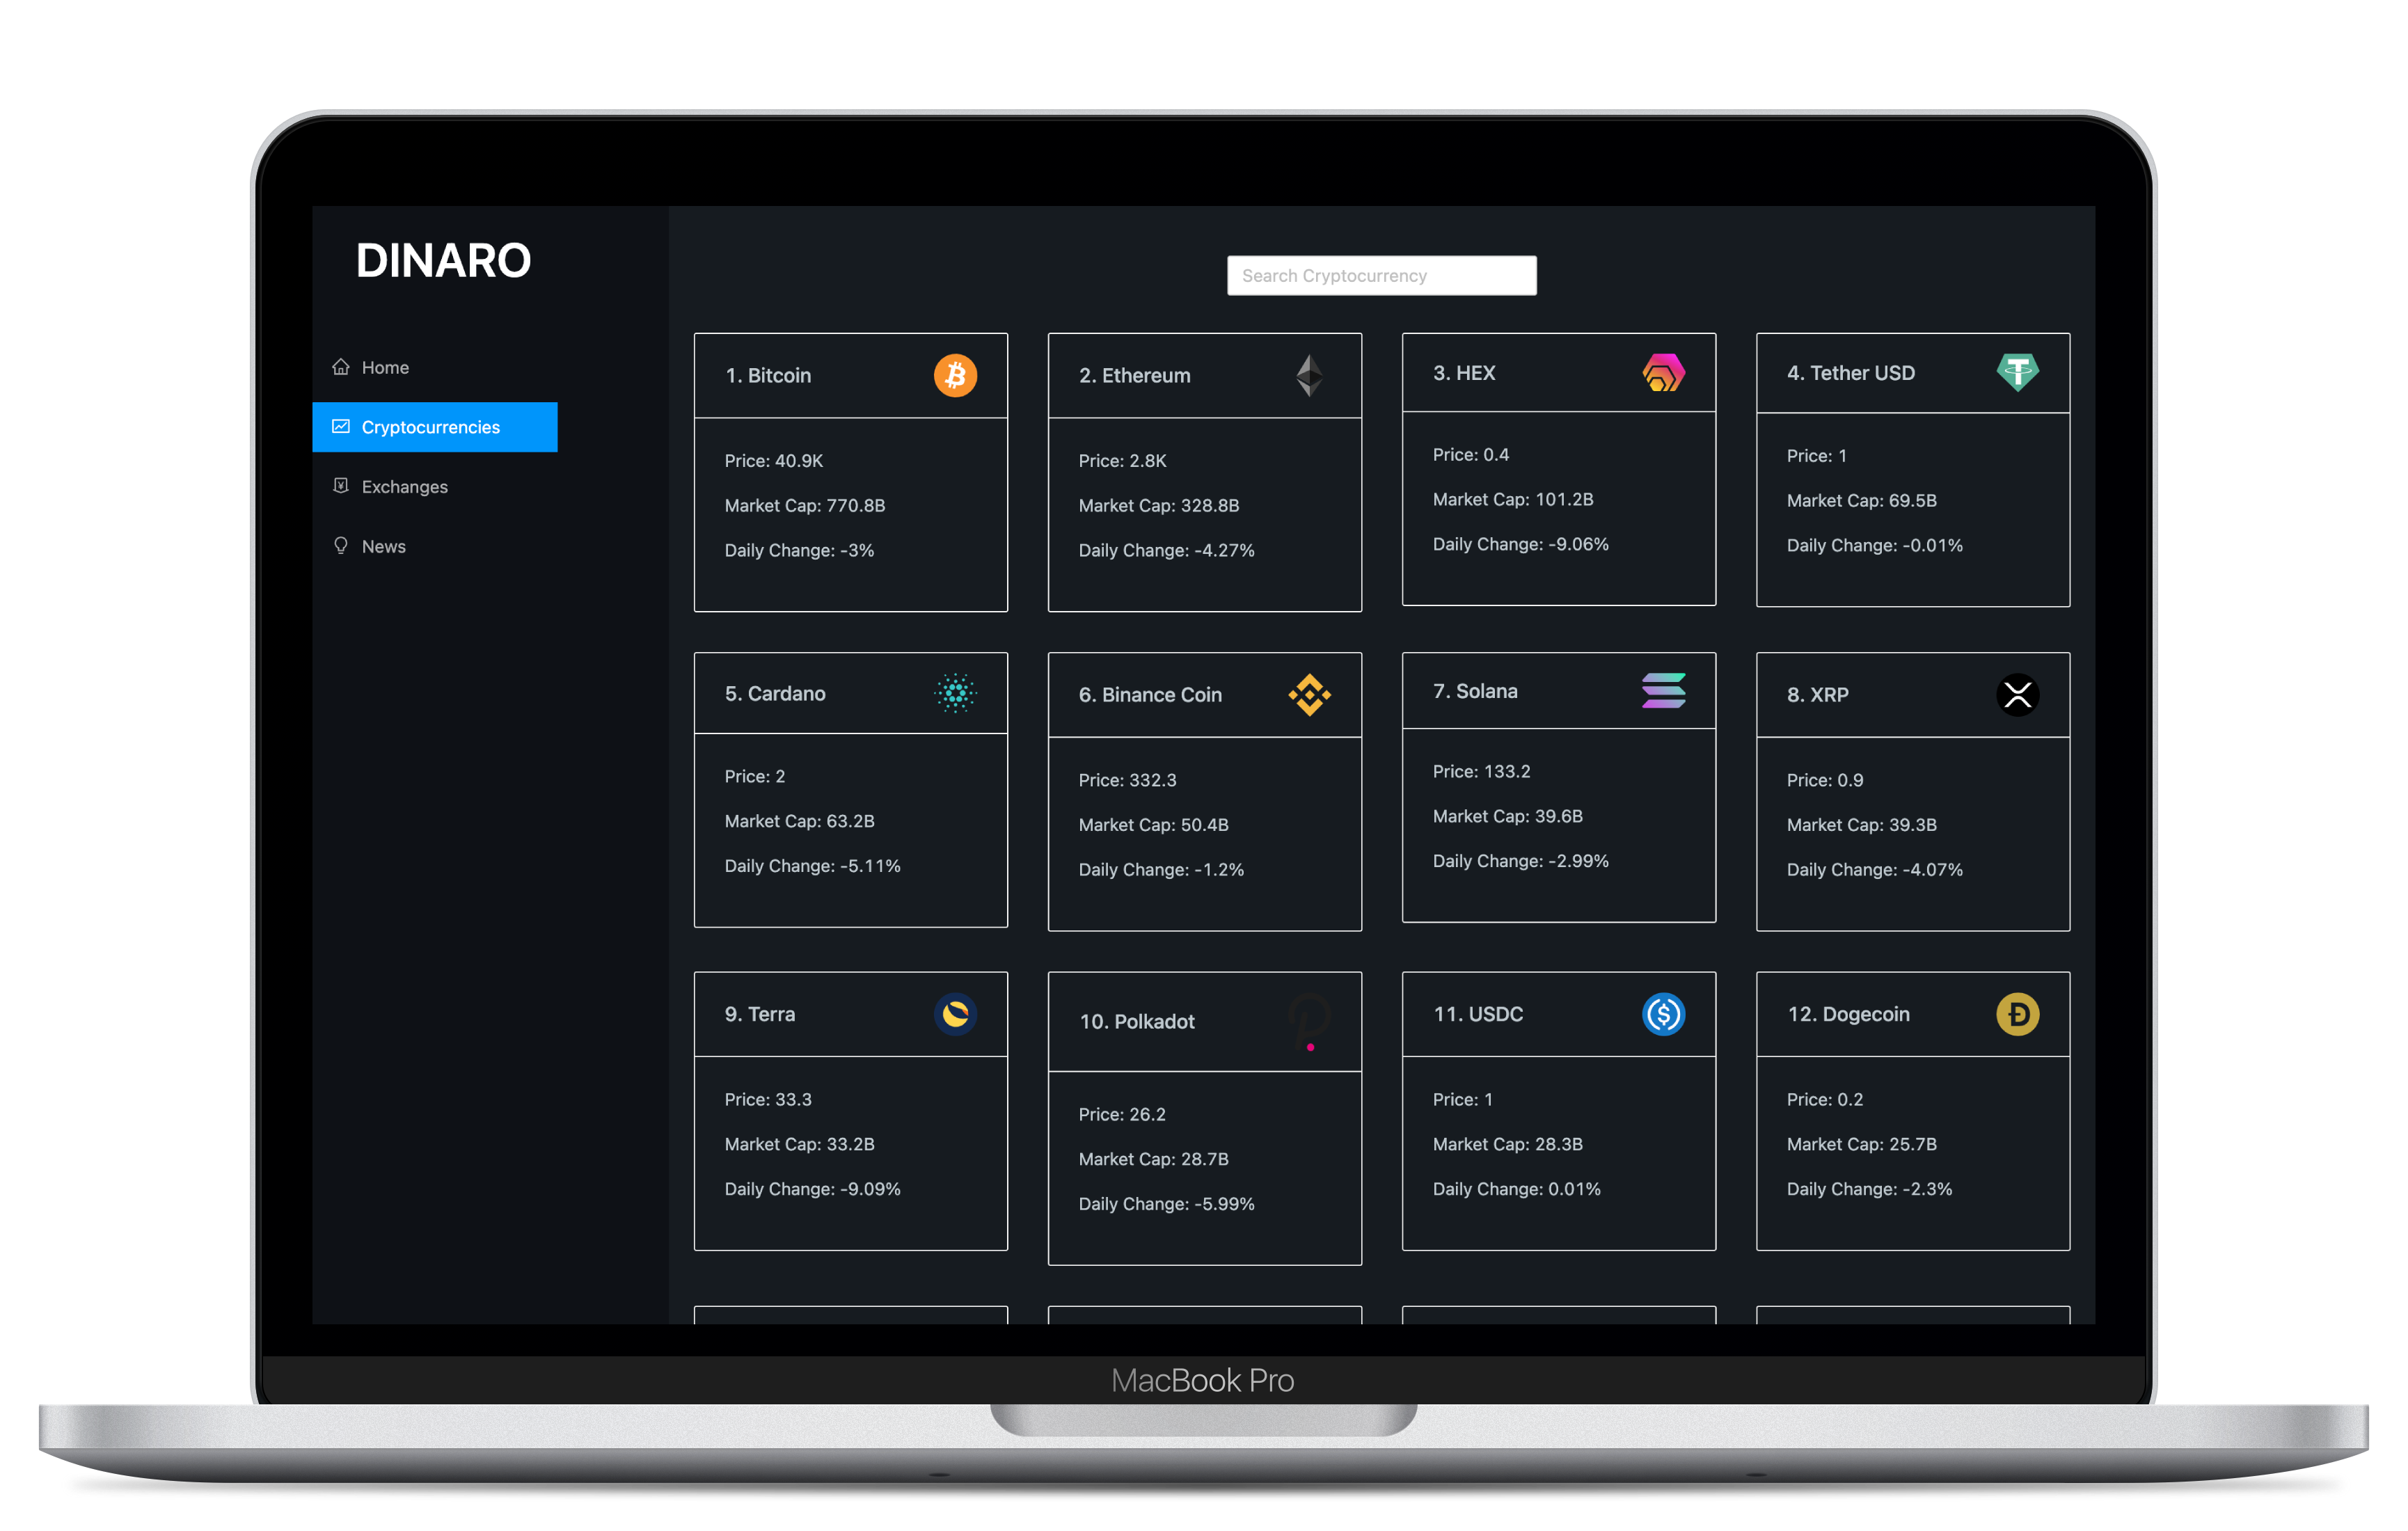 DINARO
Home
Cryptocurrencies
Exchanges
News
Search Cryptocurrency
1. Bitcoin
Price: 40.9K
Market Cap: 770.8B
Daily Change: -3%
2. Ethereum
Price: 2.8K
Market Cap: 328.8B
Daily Change: -4.27%
3. HEX
Price: 0.4
Market Cap: 101.2B
Daily Change: -9.06%
4. Tether USD
Price: 1
Market Cap: 69.5B
Daily Change: -0.01%
5. Cardano
Price: 2
Market Cap: 63.2B
Daily Change: -5.11%
6. Binance Coin
Price: 332.3
Market Cap: 50.4B
Daily Change: -1.2%
7. Solana
Price: 133.2
Market Cap: 39.6B
Daily Change: -2.99%
8. XRP
Price: 0.9
Market Cap: 39.3B
Daily Change: -4.07%
9. Terra
Price: 33.3
Market Cap: 33.2B
Daily Change: -9.09%
10. Polkadot
Price: 26.2
Market Cap: 28.7B
Daily Change: -5.99%
11. USDC
Price: 1
Market Cap: 28.3B
Daily Change: 0.01%
12. Dogecoin
Price: 0.2
Market Cap: 25.7B
Daily Change: -2.3%
MacBook Pro